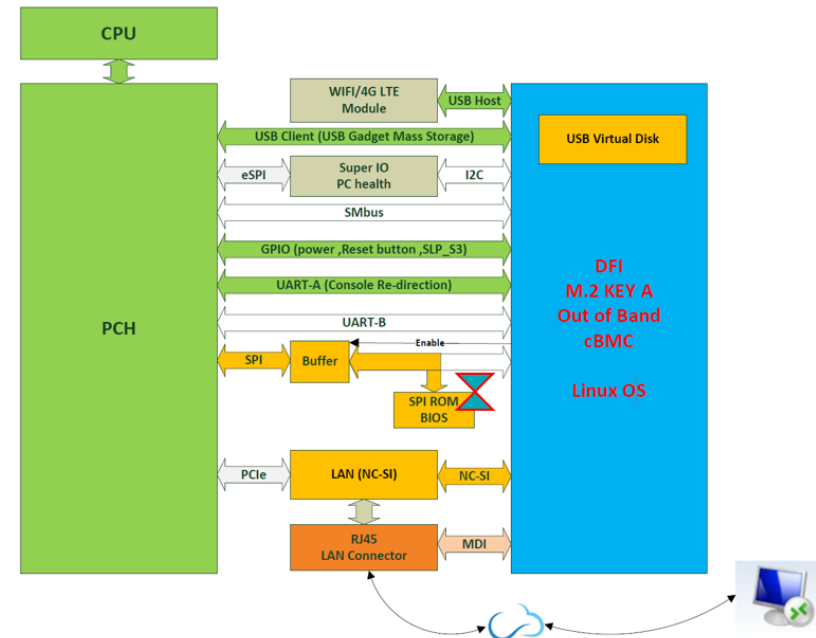 CPU
PCH
WIFI/4G LTE
Module
USB Host
USB Client (USB Gadget Mass Storage)
USB Virtual Disk
eSPI
Super IO
PC health
I2C
SMbus
GPIO (power ,Reset button ,SLP_S3)
UART-A (Console Re-direction)
UART-B
Enable
SPI
Buffer
SPI ROM
BIOS
DFI
M.2 KEY A
Out of Band
cBMC
Linux OS
PCIe
LAN (NC-SI)
NC-SI
RJ45
LAN Connector
MDI